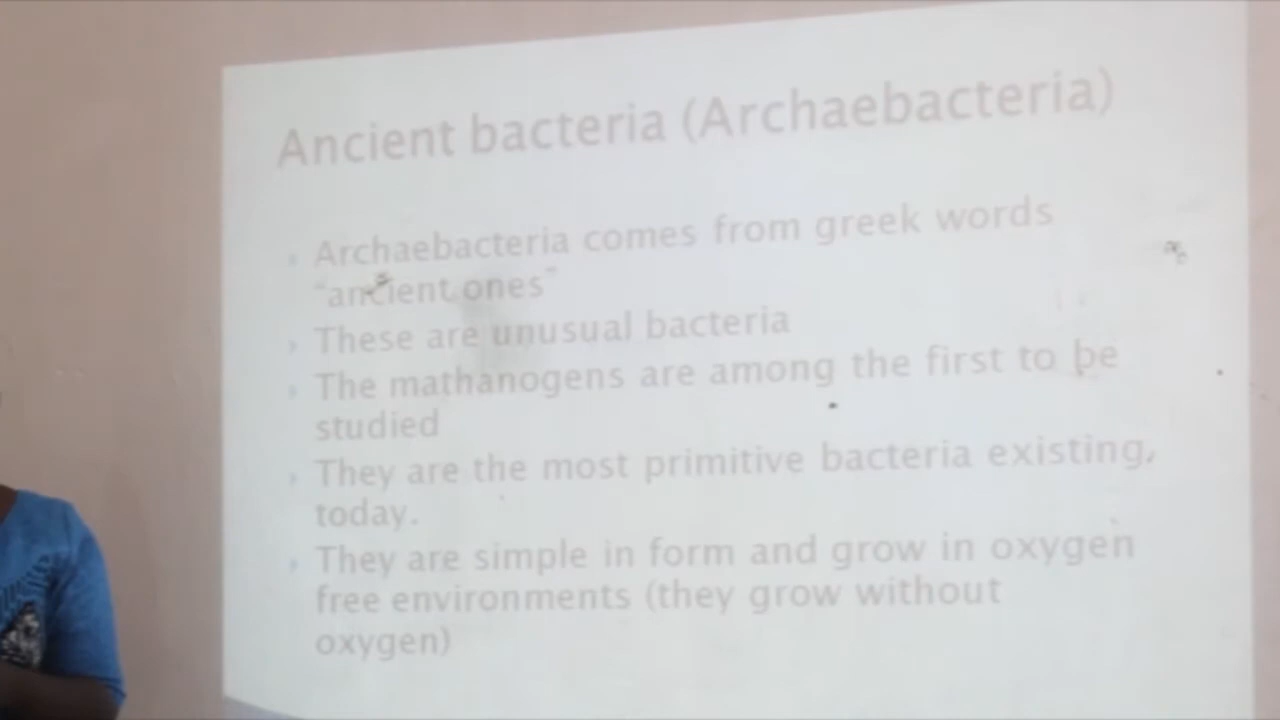 Ancient bacteria (Archaebacteria)
Archaebacteria comes from greek words
"ancient ones"
These are unusual bacteria
The mathanogens are among the first to be
studied
They are the most primitive bacteria existing,
today.
They are simple in form and grow in oxygen
free environments (they grow without
oxygen)